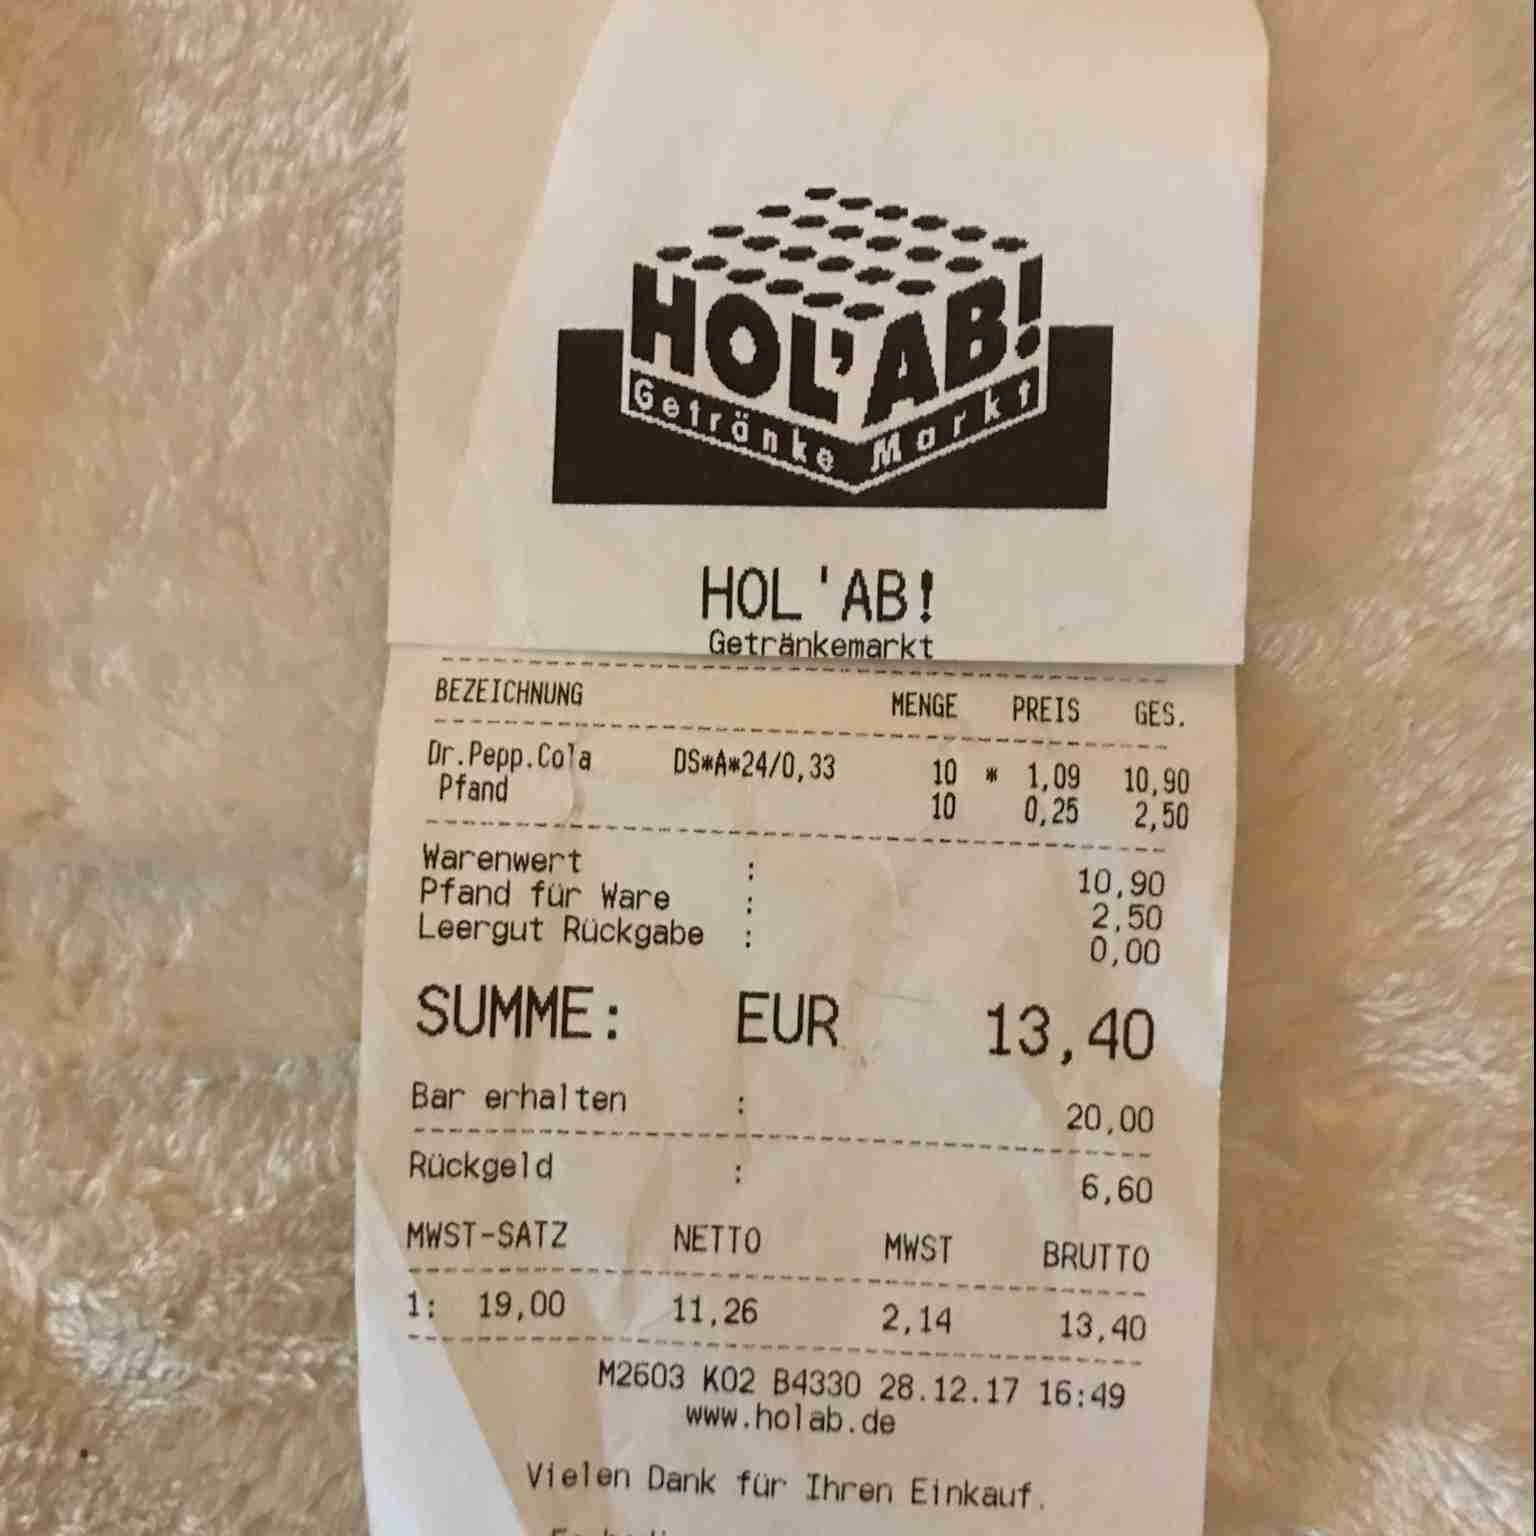 HOL'AB!
Getränke Markt
HOL'AB!
Getränkemarkt
BEZEICHNUNG MENGE PREIS GES.
Dr.Pepp.Cola DS*A*24/0,33 10 * 1,09 10,90
Pfand 10 0,25 2,50
Warenwert : 10,90
Pfand für Ware : 2,50
Leergut Rückgabe : 0,00
SUMME: EUR 13,40
Bar erhalten : 20,00
Rückgeld : 6,60
MWST-SATZ NETTO MWST BRUTTO
1: 19,00 11,26 2,14 13,40
M2603 K02 B4330 28.12.17 16:49
www.holab.de
Vielen Dank für Ihren Einkauf.